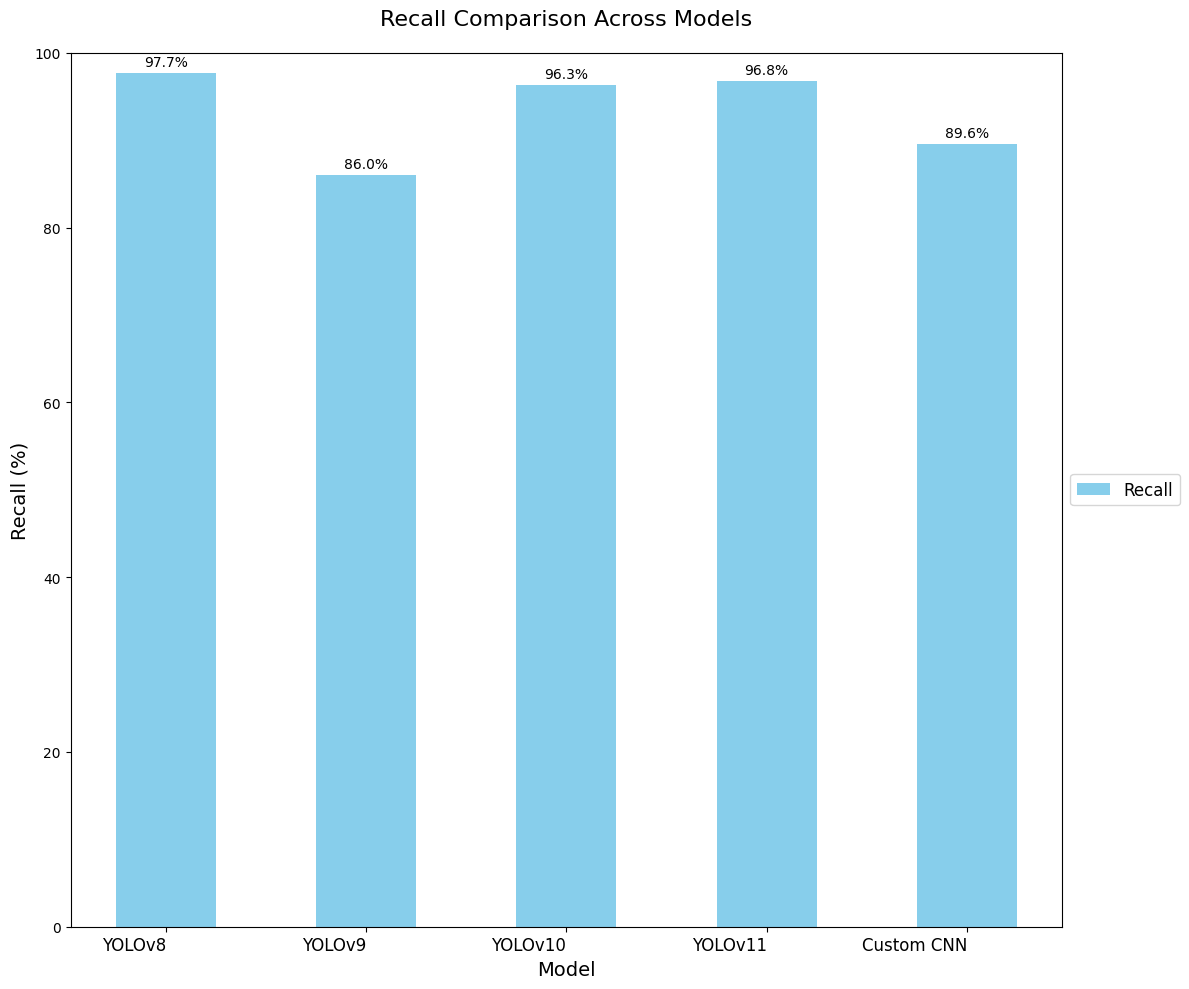 Recall Comparison Across Models
100
97.7%
96.3%
96.8%
89.6%
86.0%
80
60
40
20
0
Recall (%)
Recall
YOLOv8
YOLOv9
YOLOv10
YOLOv11
Custom CNN
Model